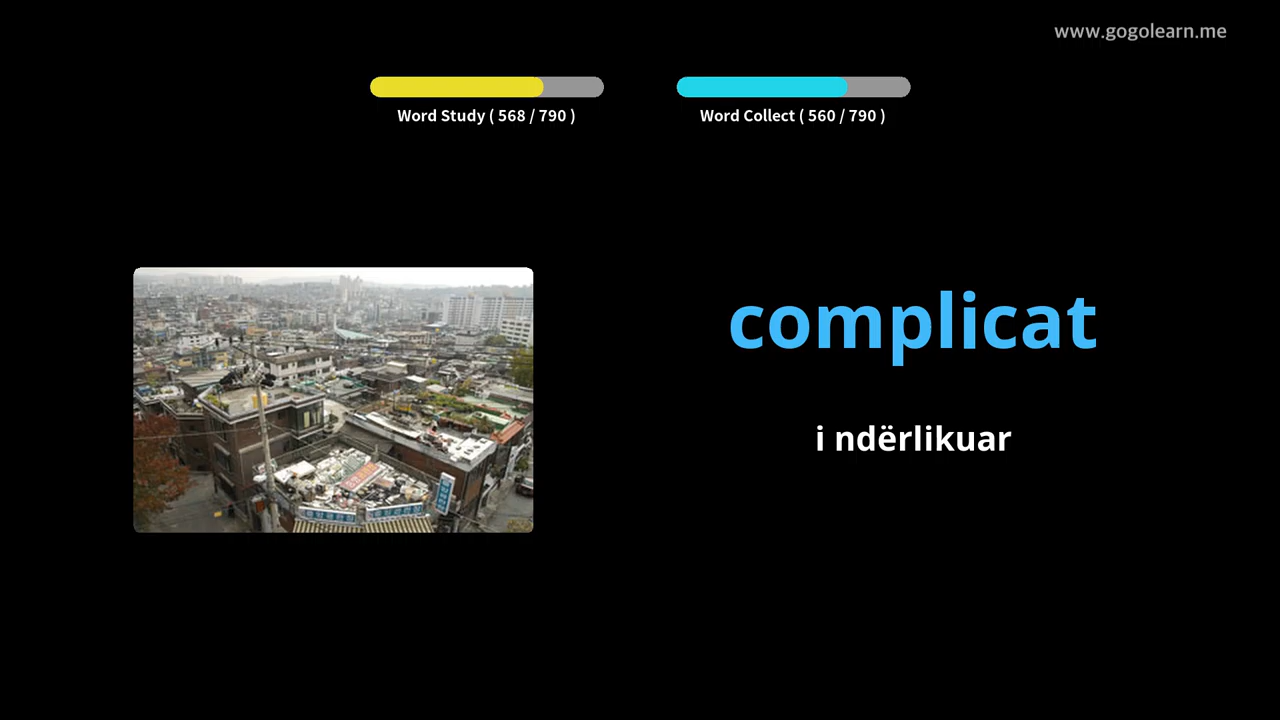 www.gogolearn.me
Word Study ( 568 / 790 )
Word Collect ( 560 / 790 )
complicat
i ndërlikuar